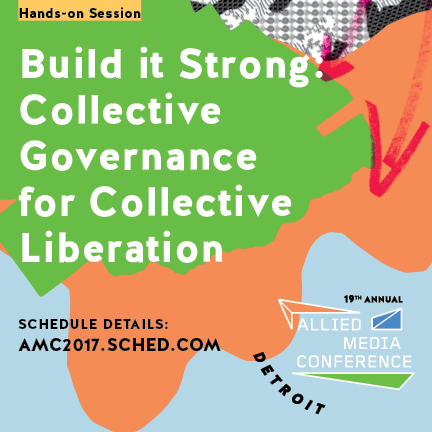 Hands-on Session
Build it Strong:
Collective
Governance
for Collective
Liberation
SCHEDULE DETAILS:
AMC2017.SCHED.COM
19TH ANNUAL
ALLIED
MEDIA
CONFERENCE
DETROIT